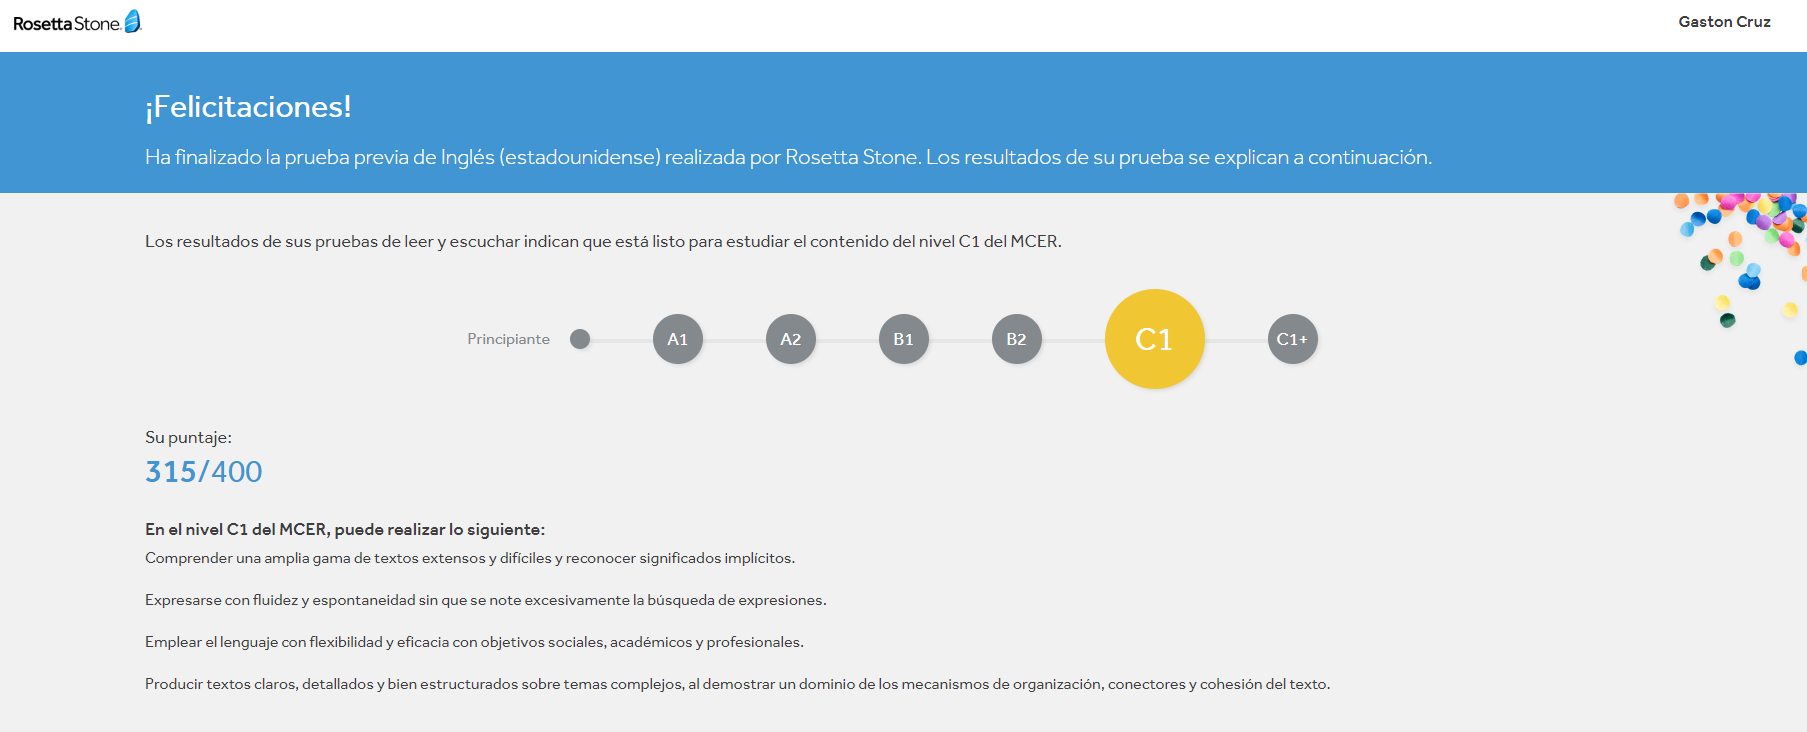 RosettaStone
Gaston Cruz
¡Felicitaciones!
Ha finalizado la prueba previa de Inglés (estadounidense) realizada por Rosetta Stone. Los resultados de su prueba se explican a continuación.
Los resultados de sus pruebas de leer y escuchar indican que está listo para estudiar el contenido del nivel C1 del MCER.
Principiante A1 A2 B1 B2 C1 C1+
Su puntaje:
315/400
En el nivel C1 del MCER, puede realizar lo siguiente:
Comprender una amplia gama de textos extensos y difíciles y reconocer significados implícitos.
Expresarse con fluidez y espontaneidad sin que se note excesivamente la búsqueda de expresiones.
Emplear el lenguaje con flexibilidad y eficacia con objetivos sociales, académicos y profesionales.
Producir textos claros, detallados y bien estructurados sobre temas complejos, al demostrar un dominio de los mecanismos de organización, conectores y cohesión del texto.